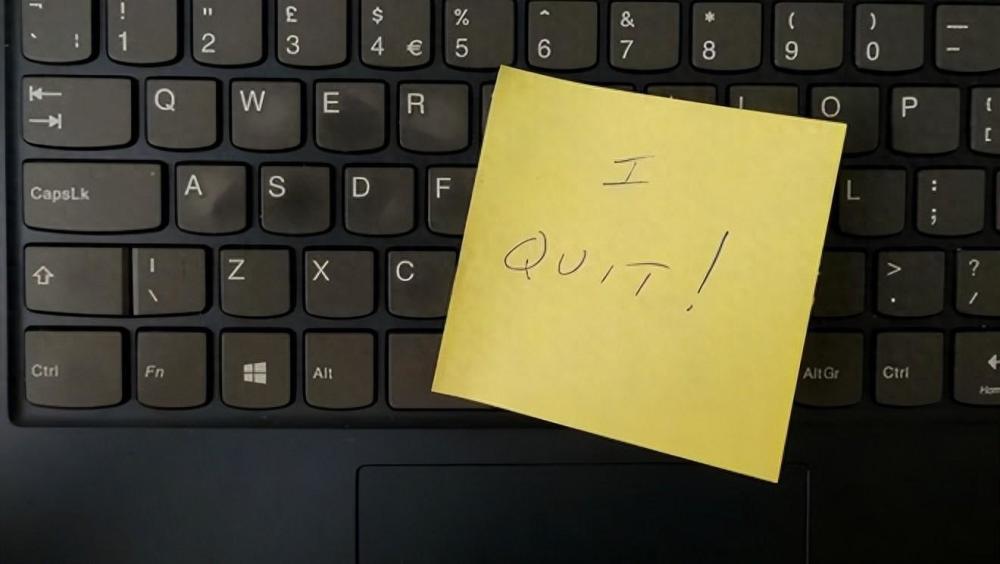 ¬ ! " £ $ % ^ & * ( ) _
` ¦ 1 2 3 4 € 5 6 7 8 9 0 -
Q W E R O P {
[
CapsLk A S D F L :
;
| Z X C > ?
\ . /
Ctrl Fn Alt AltGr Ctrl
I
QUIT!